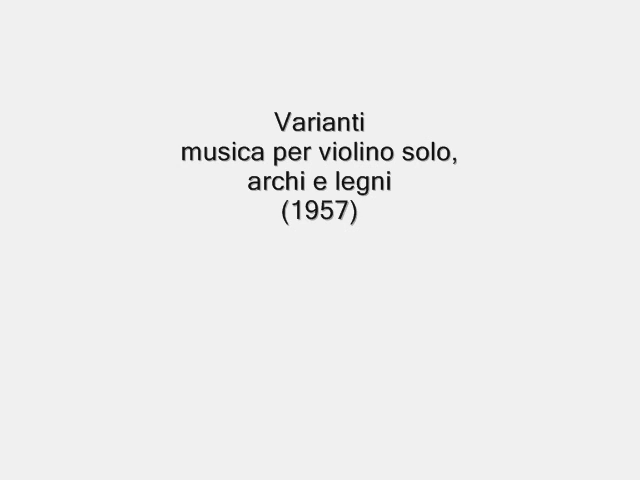 Varianti
musica per violino solo,
archi e legni
(1957)